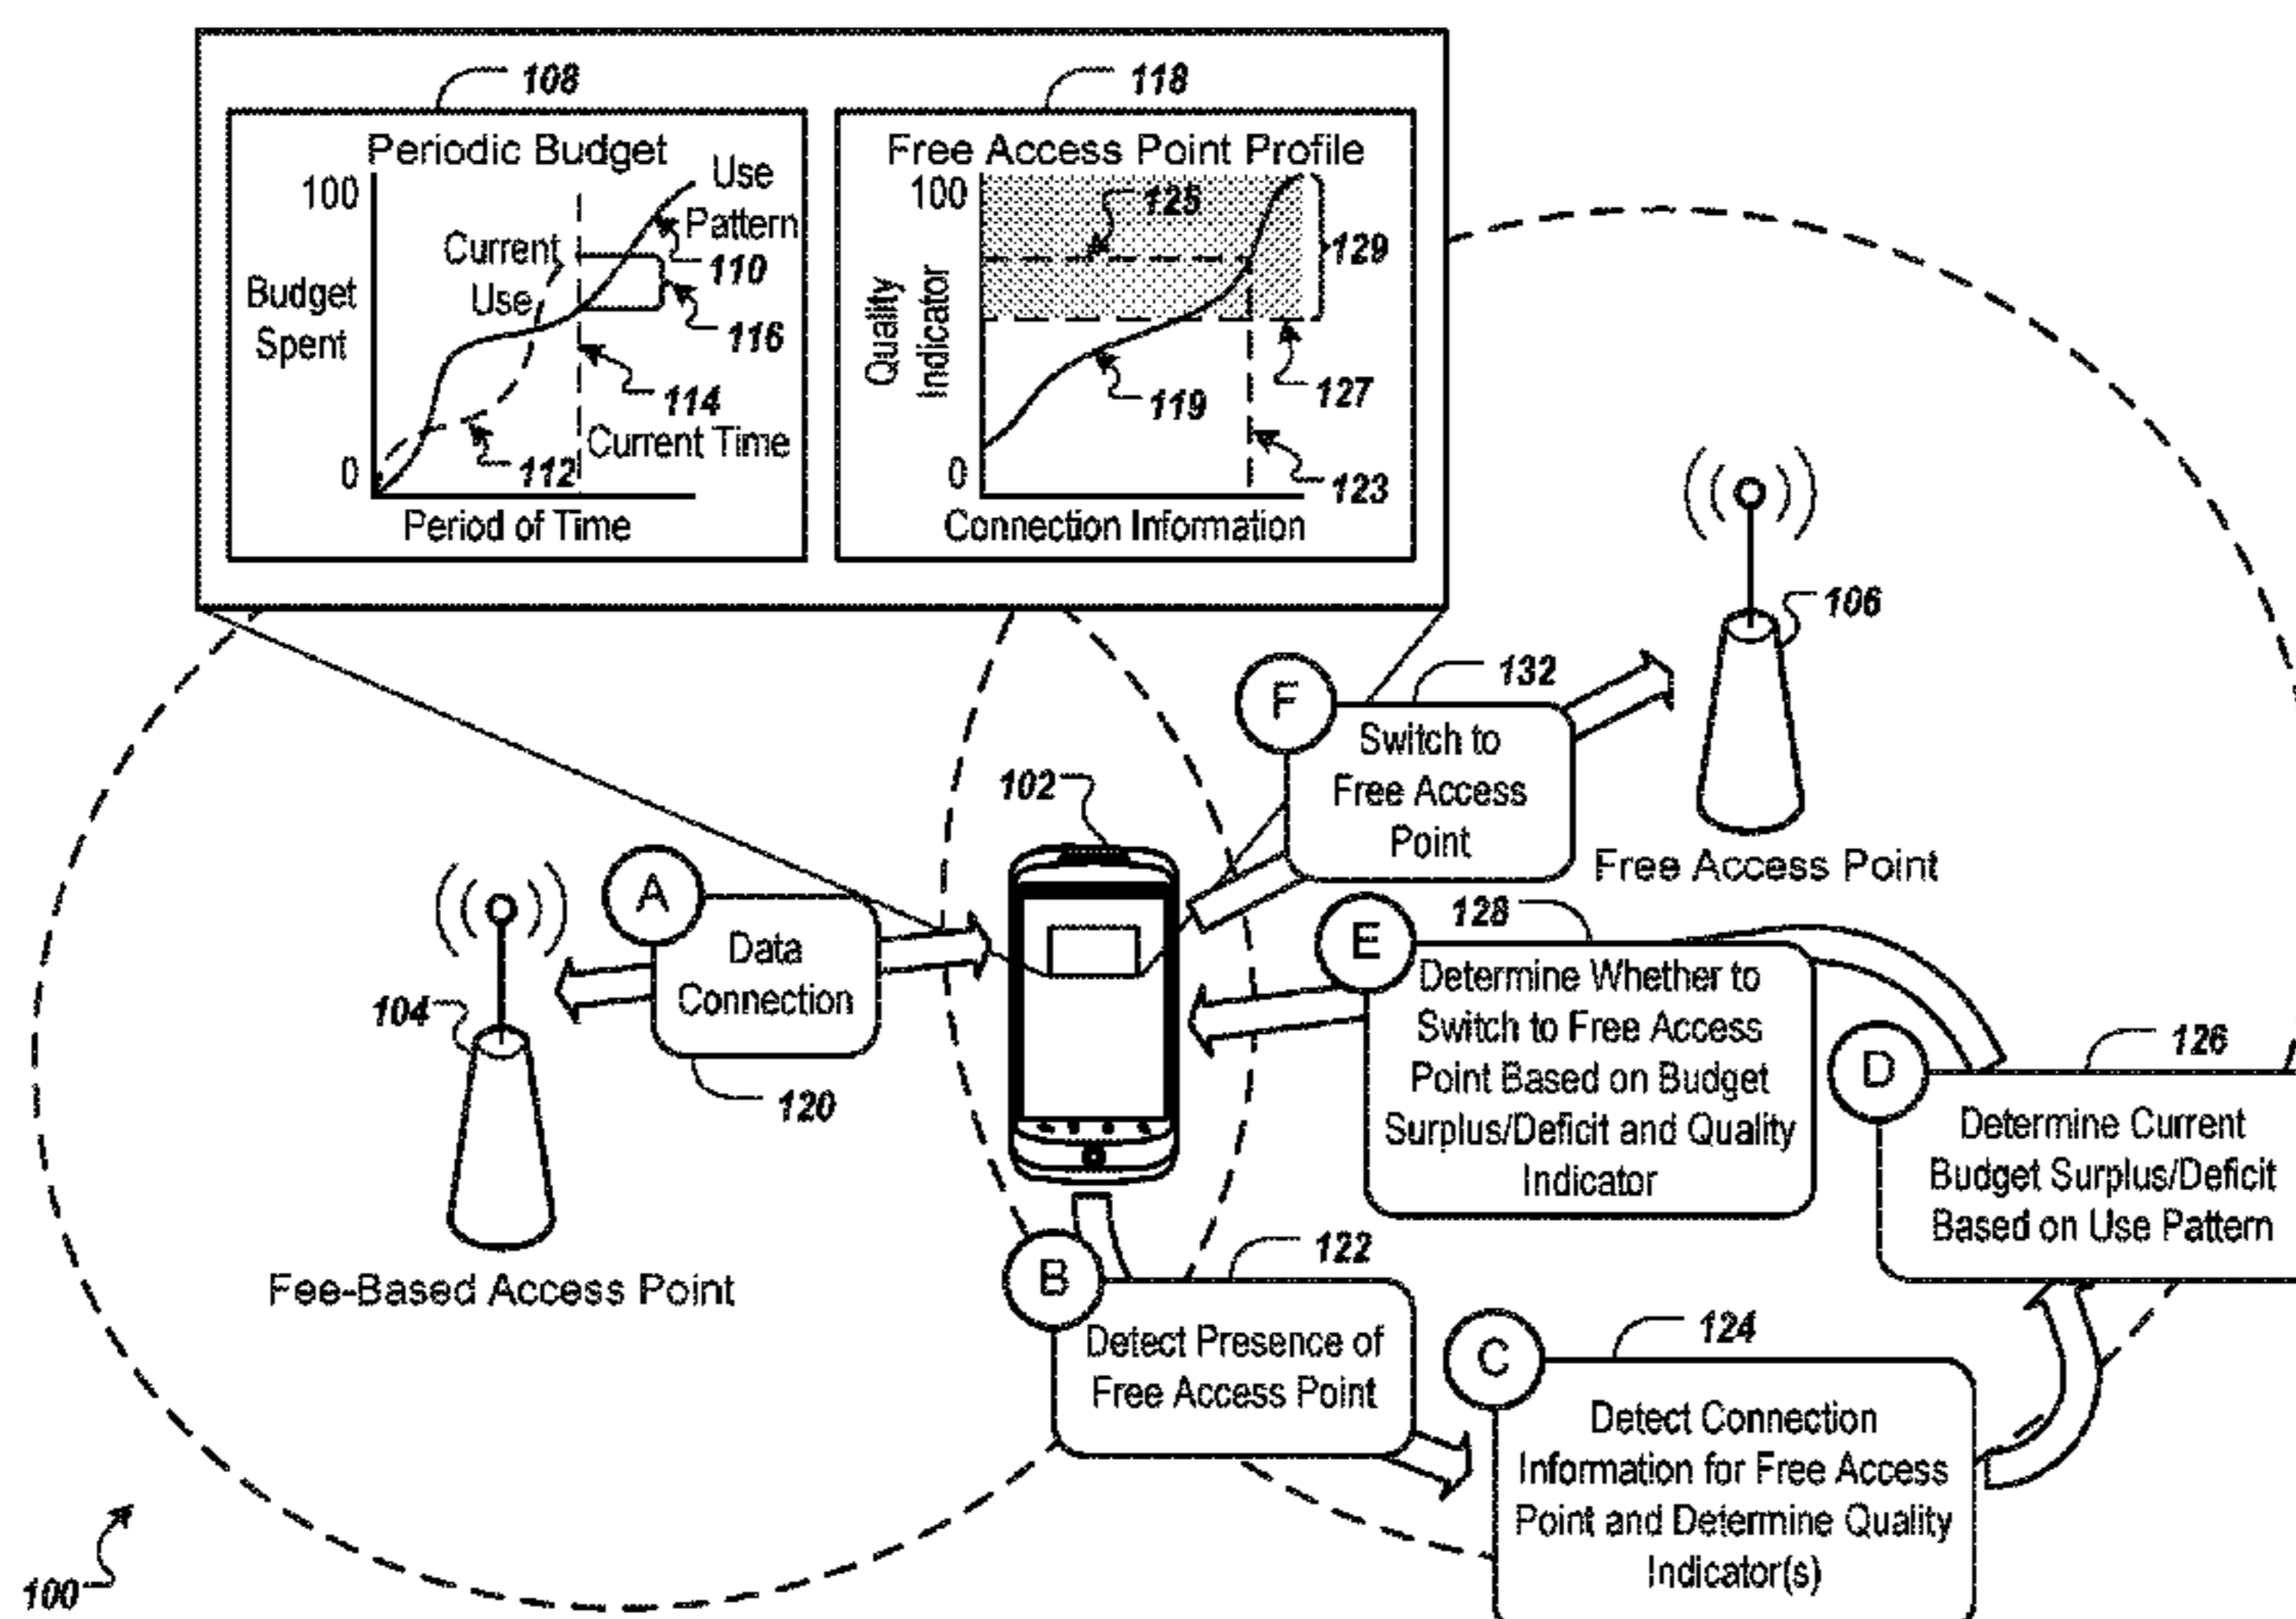 108
Periodic Budget
100
Use
Pattern
Current
Use
110
Budget
Spent
116
114
Current Time
112
0
Period of Time
118
Free Access Point Profile
100
125
129
Quality
Indicator
127
119
0
123
Connection Information
106
Free Access Point
F
132
Switch to
Free Access
Point
102
A
Data
Connection
120
104
Fee-Based Access Point
E
128
Determine Whether to
Switch to Free Access
Point Based on Budget
Surplus/Deficit and Quality
Indicator
D
126
Determine Current
Budget Surplus/Deficit
Based on Use Pattern
B
122
Detect Presence of
Free Access Point
C
124
Detect Connection
Information for Free Access
Point and Determine Quality
Indicator(s)
100